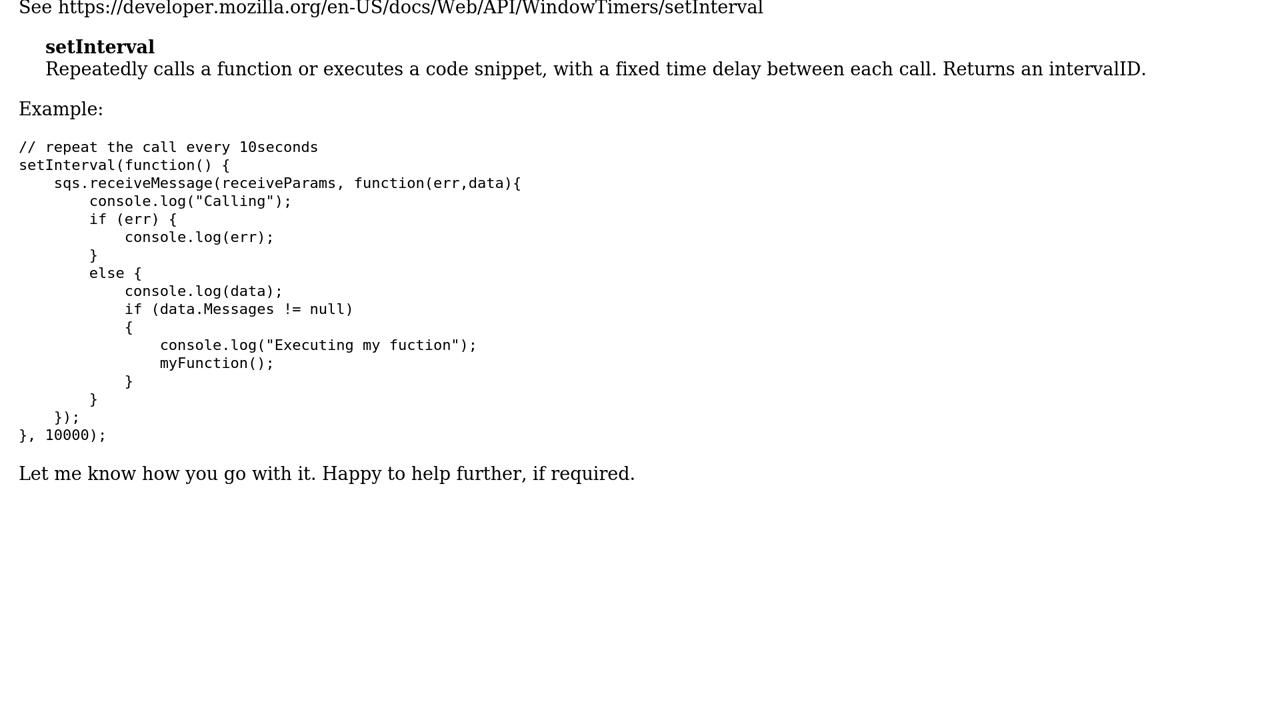 See https://developer.mozilla.org/en-US/docs/Web/API/WindowTimers/setInterval
setInterval
Repeatedly calls a function or executes a code snippet, with a fixed time delay between each call. Returns an intervalID.
Example:
// repeat the call every 10seconds
setInterval(function() {
    sqs.receiveMessage(receiveParams, function(err,data){
        console.log("Calling");
        if (err) {
            console.log(err);
        }
        else {
            console.log(data);
            if (data.Messages != null)
            {
                console.log("Executing my fuction");
                myFunction();
            }
        }
    });
}, 10000);
Let me know how you go with it. Happy to help further, if required.